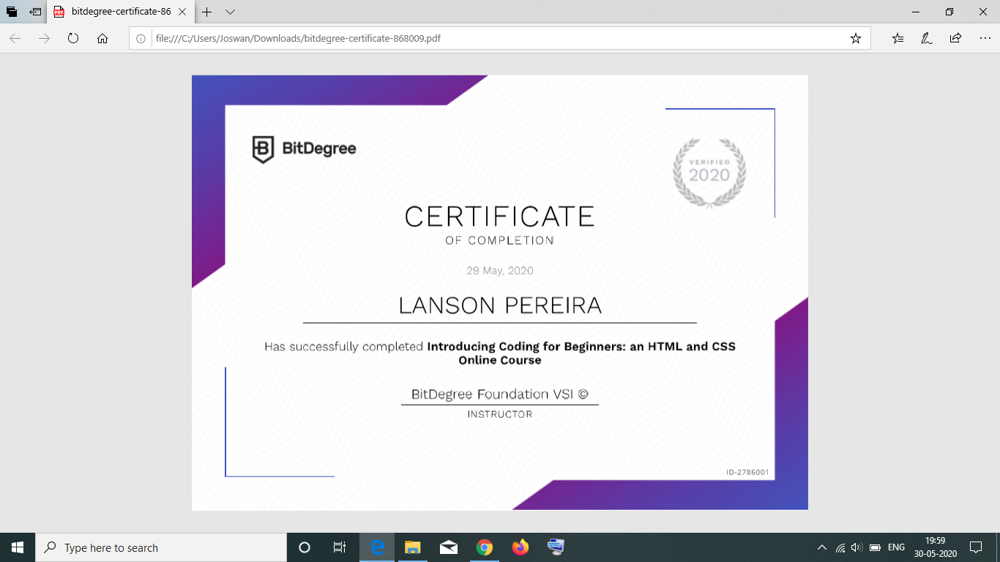 bitdegree-certificate-86
file:///C:/Users/Joswan/Downloads/bitdegree-certificate-868009.pdf
BitDegree
VERIFIED
2020
CERTIFICATE
OF COMPLETION
29 May, 2020
LANSON PEREIRA
Has successfully completed Introducing Coding for Beginners: an HTML and CSS
Online Course
BitDegree Foundation VSI ©
INSTRUCTOR
ID-2786001
Type here to search
ENG
19:59
30-05-2020